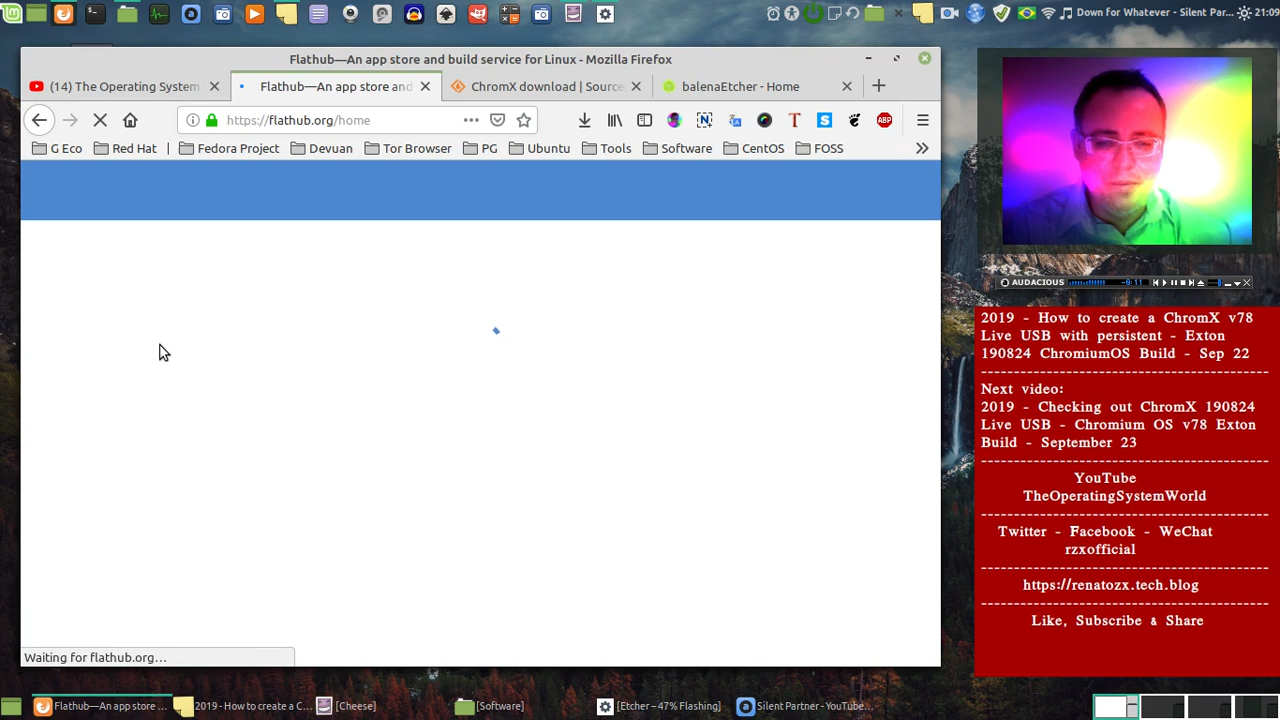 Down for Whatever - Silent Par... 21:09
Flathub—An app store and build service for Linux - Mozilla Firefox
(14) The Operating System
Flathub—An app store and
ChromX download | Source
balenaEtcher - Home
https://flathub.org/home
G Eco
Red Hat
Fedora Project
Devuan
Tor Browser
PG
Ubuntu
Tools
Software
CentOS
FOSS
Waiting for flathub.org...
AUDACIOUS
-0:11
2019 - How to create a ChromX v78
Live USB with persistent - Exton
190824 ChromiumOS Build - Sep 22
Next video:
2019 - Checking out ChromX 190824
Live USB - Chromium OS v78 Exton
Build - September 23
YouTube
TheOperatingSystemWorld
Twitter - Facebook - WeChat
rzxofficial
https://renatozx.tech.blog
Like, Subscribe & Share
Flathub—An app store ...
2019 - How to create a C...
[Cheese]
[Software]
[Etcher – 47% Flashing]
Silent Partner - YouTube...